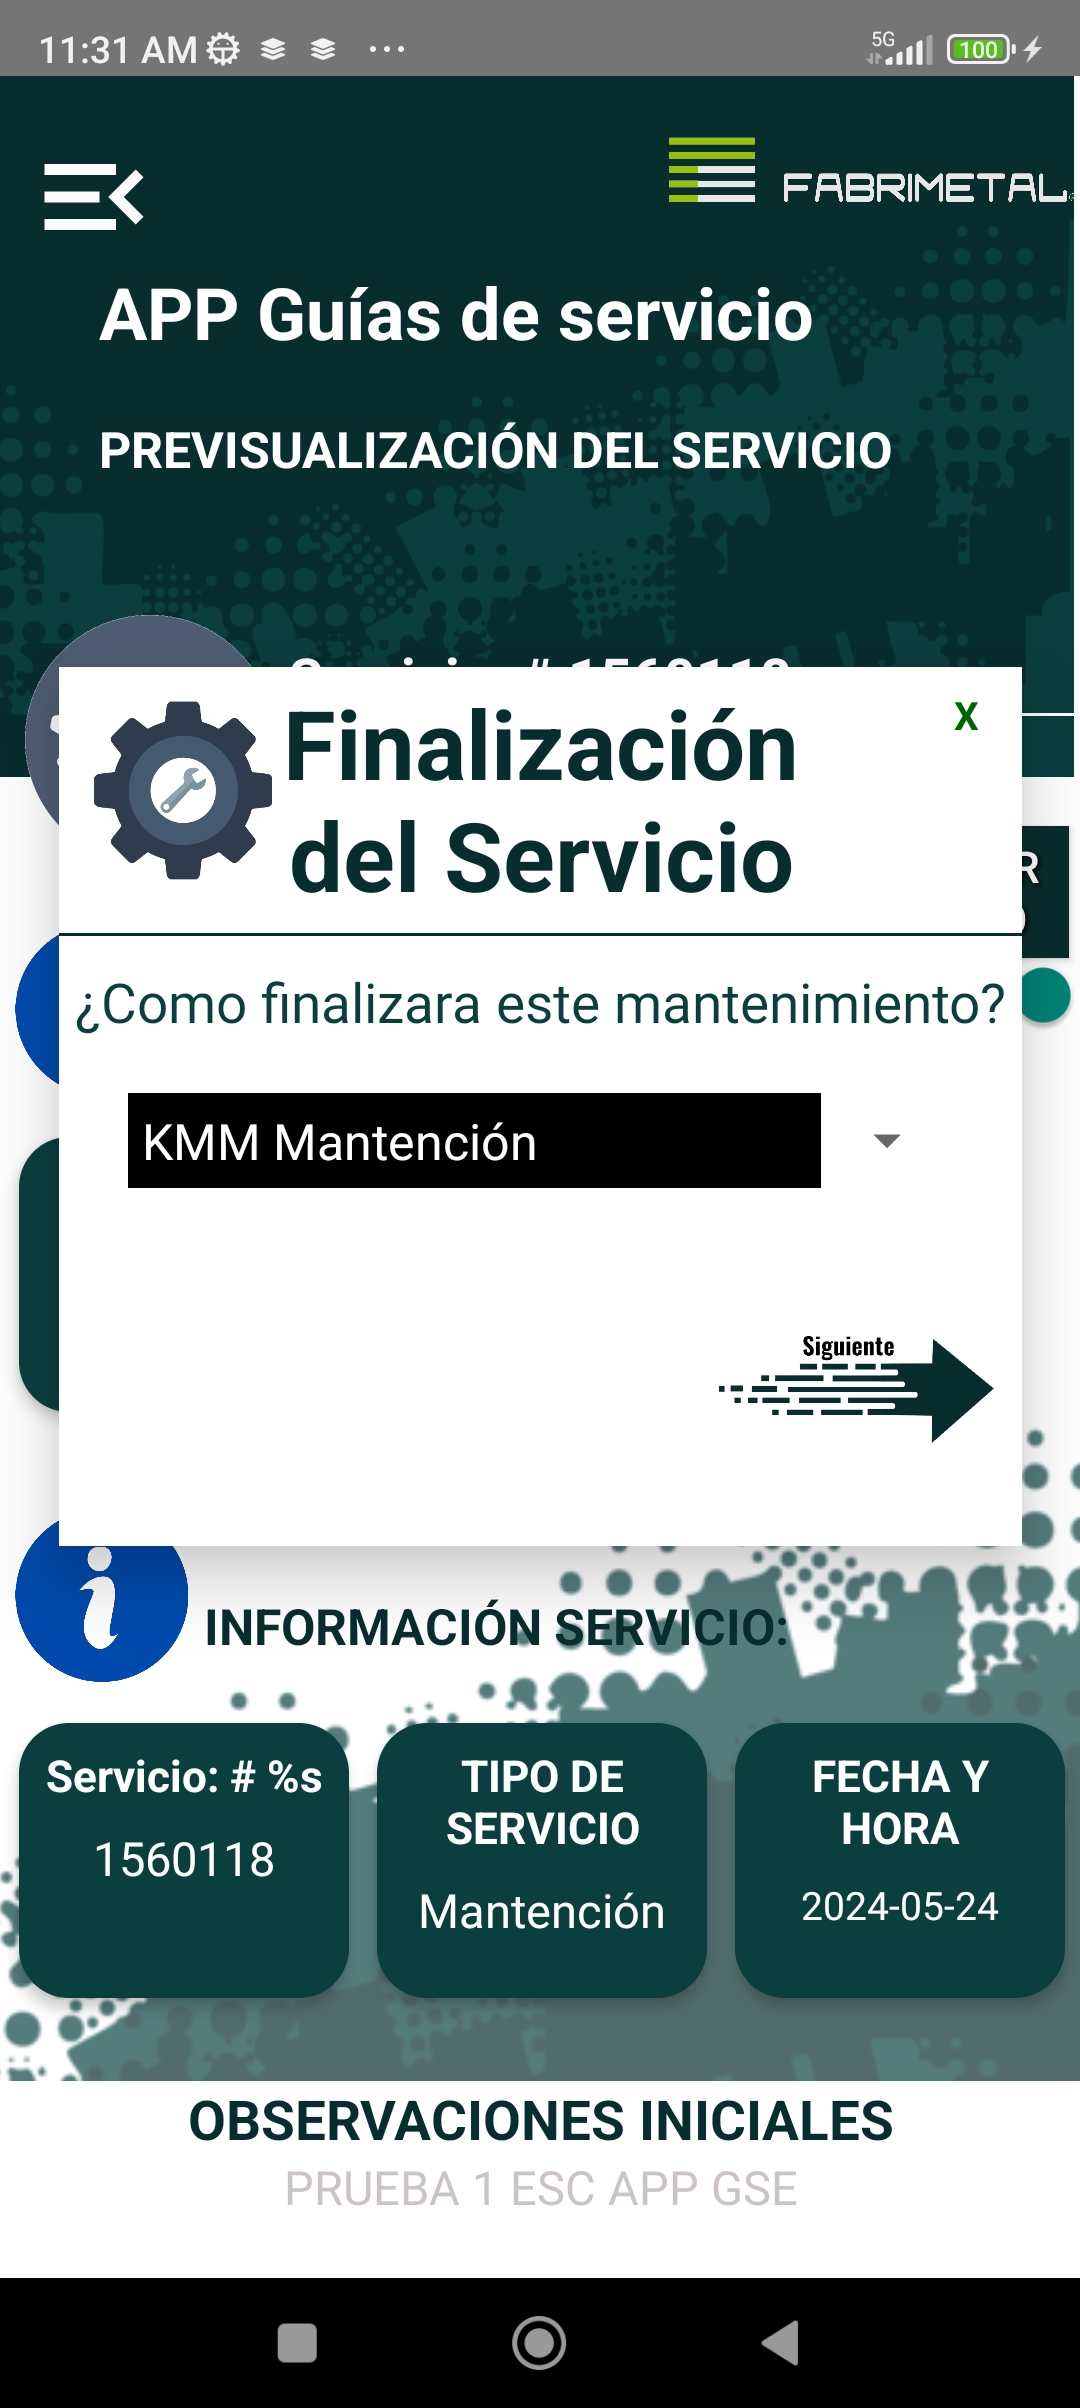 11:31 AM
5G
100
FABRIMETAL
APP Guías de servicio
PREVISUALIZACIÓN DEL SERVICIO
Finalización
del Servicio
X
¿Como finalizara este mantenimiento?
KMM Mantención
Siguiente
INFORMACIÓN SERVICIO:
Servicio: # %s
1560118
TIPO DE
SERVICIO
Mantención
FECHA Y
HORA
2024-05-24
OBSERVACIONES INICIALES
PRUEBA 1 ESC APP GSE